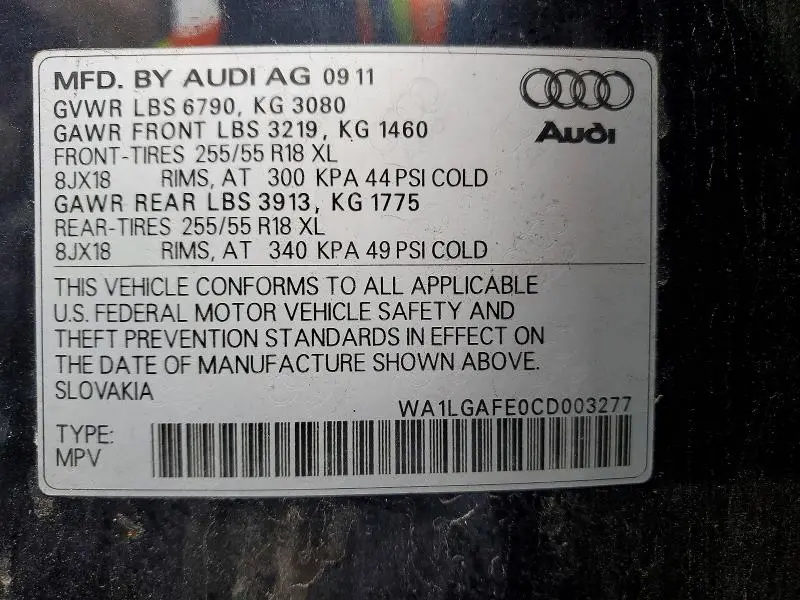 MFD. BY AUDI AG 09 11
GVWR LBS 6790, KG 3080
GAWR FRONT LBS 3219, KG 1460
FRONT-TIRES 255/55 R18 XL
8JX18 RIMS, AT 300 KPA 44 PSI COLD
GAWR REAR LBS 3913, KG 1775
REAR-TIRES 255/55 R18 XL
8JX18 RIMS, AT 340 KPA 49 PSI COLD
Audi
THIS VEHICLE CONFORMS TO ALL APPLICABLE
U.S. FEDERAL MOTOR VEHICLE SAFETY AND
THEFT PREVENTION STANDARDS IN EFFECT ON
THE DATE OF MANUFACTURE SHOWN ABOVE.
SLOVAKIA
WA1LGAFE0CD003277
TYPE:
MPV